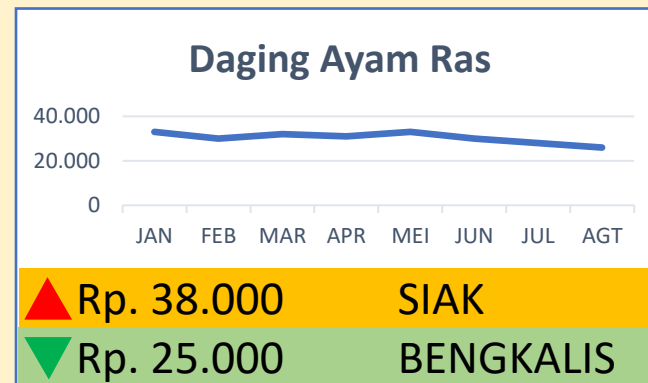 Daging Ayam Ras
40.000
20.000
0
JAN FEB MAR APR MEI JUN JUL AGT
Rp. 38.000 SIAK
Rp. 25.000 BENGKALIS